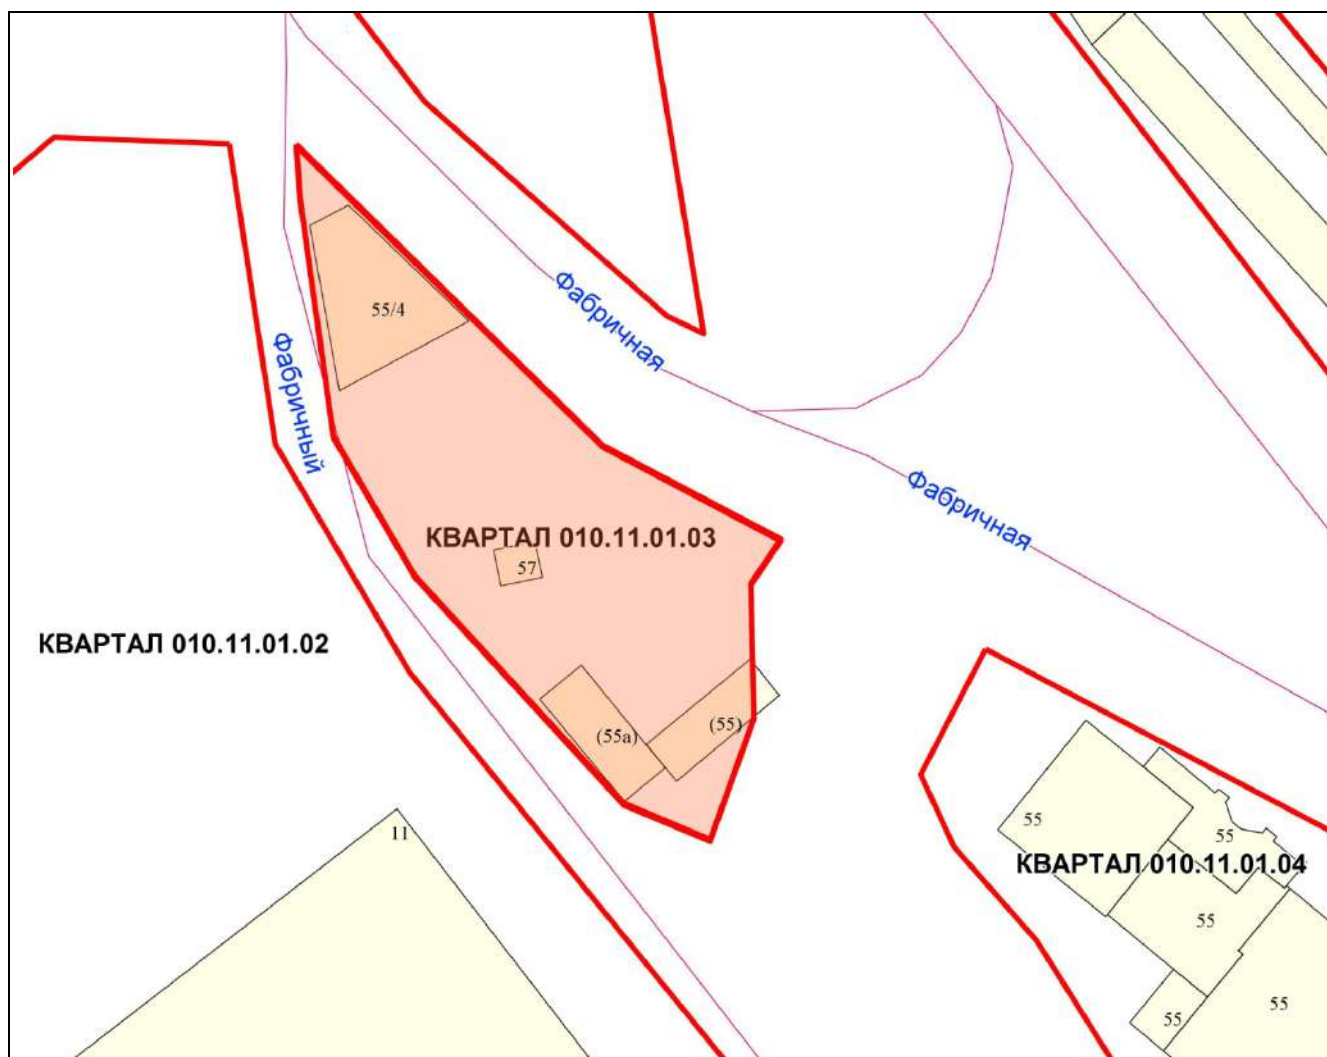 Фабричная
55/4
Фабричный
Фабричная
КВАРТАЛ 010.11.01.03
57
КВАРТАЛ 010.11.01.02
(55а)
(55)
11
55
55
КВАРТАЛ 010.11.01.04
55
55
55